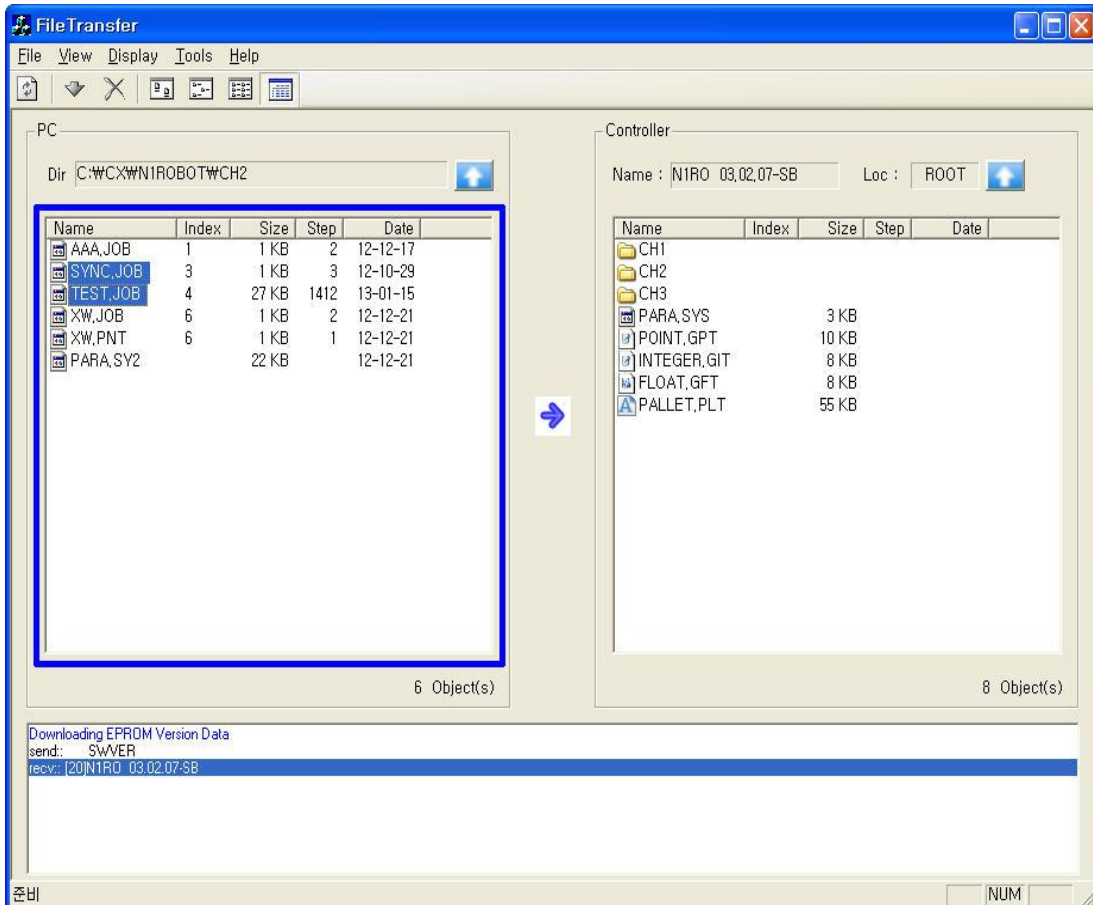 FileTransfer
File View Display Tools Help
PC
Dir C:₩CX₩N1ROBOT₩CH2
Name Index Size Step Date
AAA.JOB 1 1 KB 2 12-12-17
SYNC.JOB 3 1 KB 3 12-10-29
TEST.JOB 4 27 KB 1412 13-01-15
XW.JOB 6 1 KB 2 12-12-21
XW.PNT 6 1 KB 1 12-12-21
PARA.SY2 22 KB 12-12-21
6 Object(s)
Controller
Name : N1RO 03.02.07-SB Loc : ROOT
Name Index Size Step Date
CH1
CH2
CH3
PARA.SYS 3 KB
POINT.GPT 10 KB
INTEGER.GIT 8 KB
FLOAT.GFT 8 KB
PALLET.PLT 55 KB
8 Object(s)
Downloading EPROM Version Data
send:: SWVER
recv:: [20]N1RO 03.02.07-SB
준비 NUM